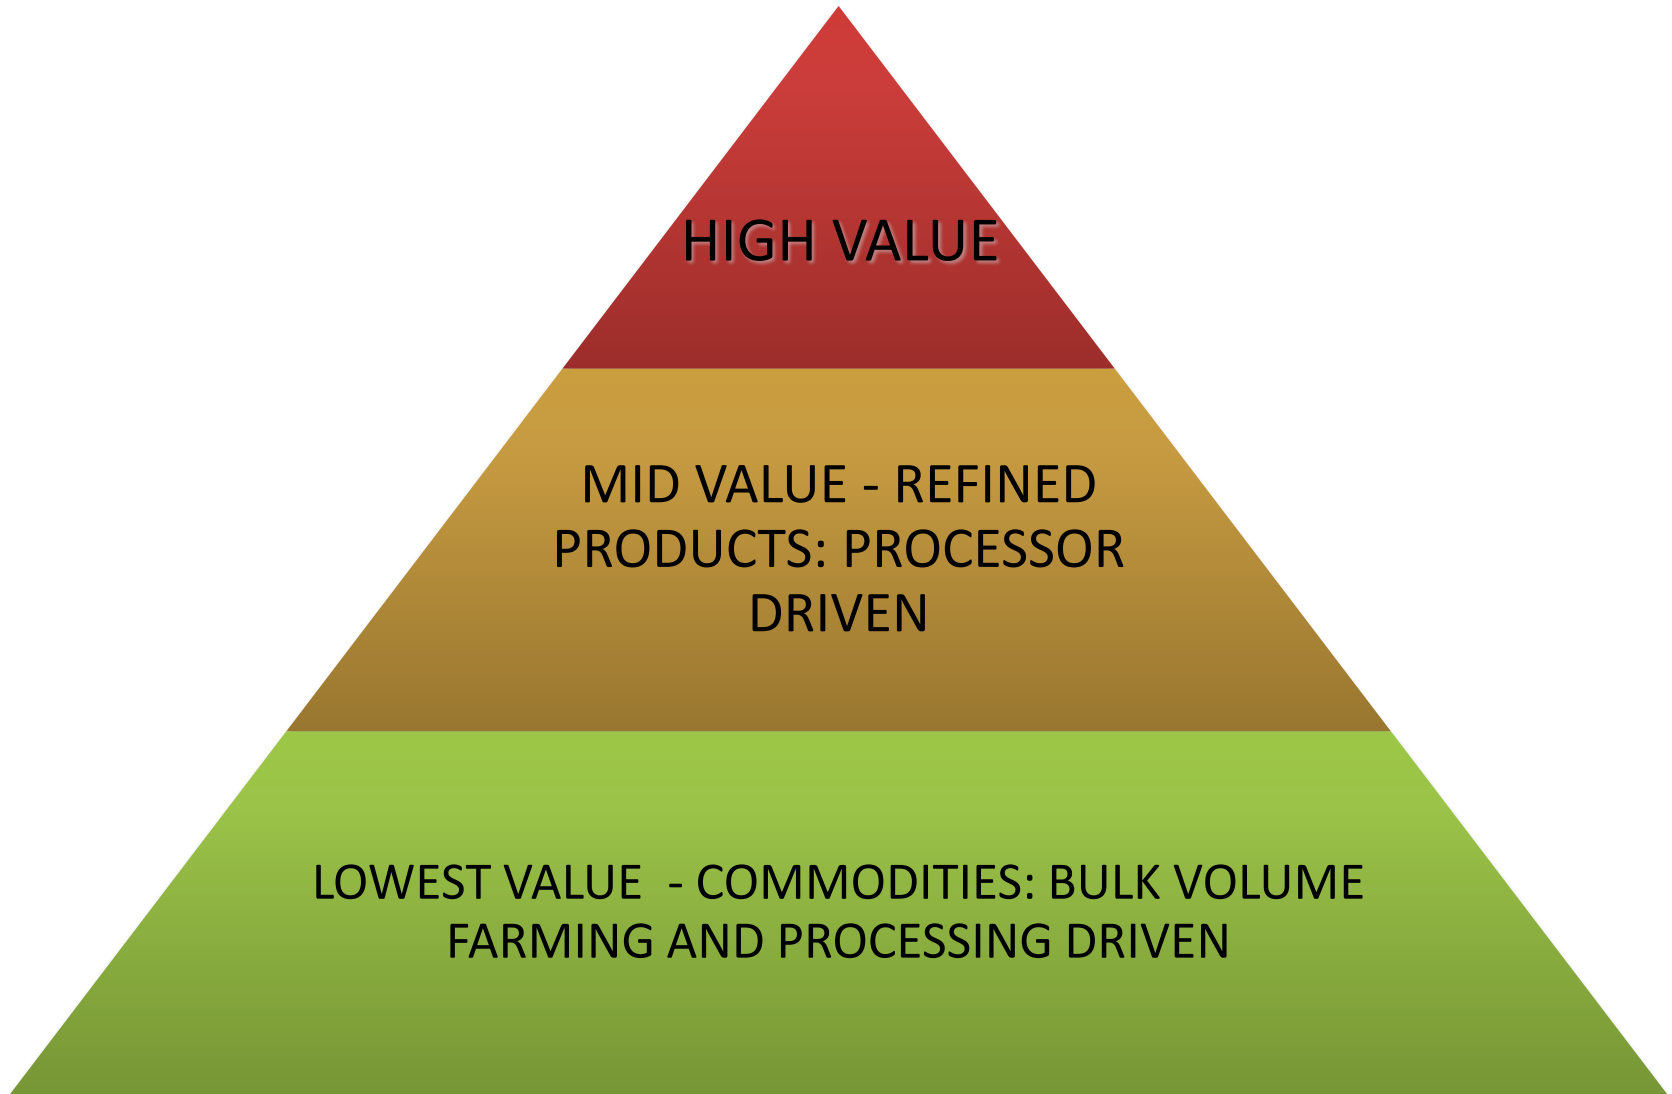 HIGH VALUE
MID VALUE - REFINED
PRODUCTS: PROCESSOR
DRIVEN
LOWEST VALUE  - COMMODITIES: BULK VOLUME
FARMING AND PROCESSING DRIVEN